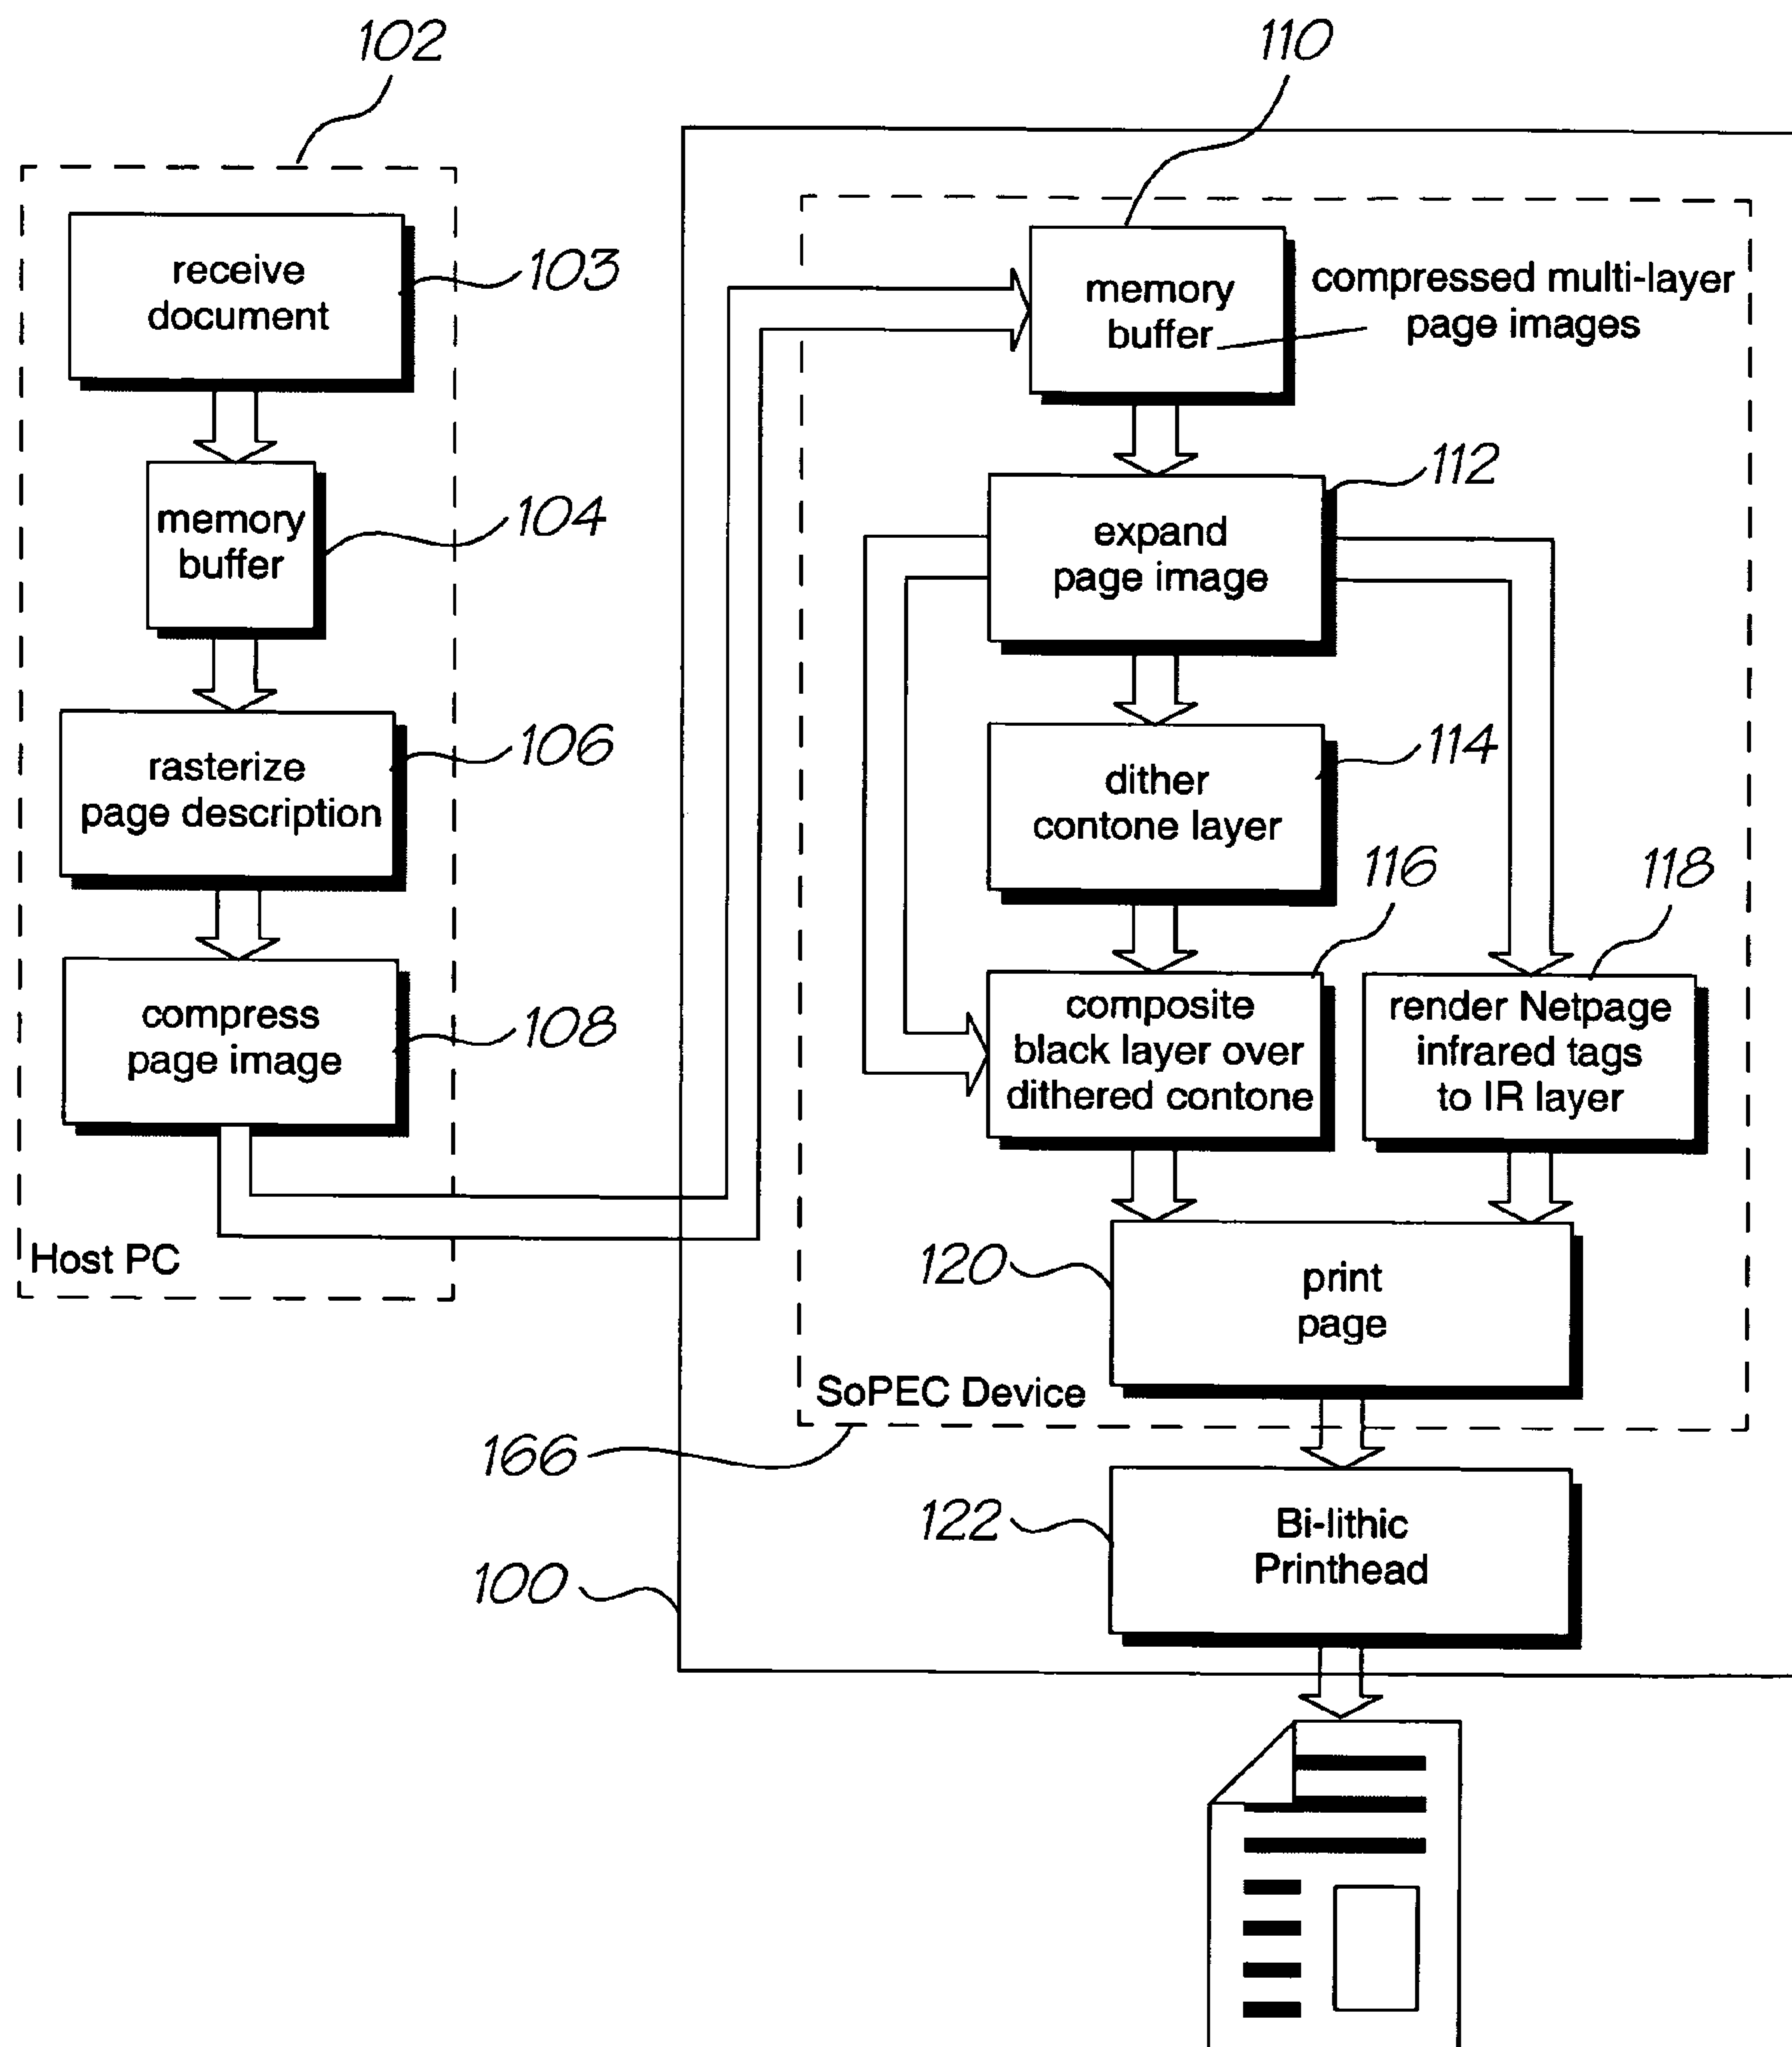 102
110
receive
document
103
memory
buffer
104
rasterize
page description
106
compress
page image
108
Host PC
memory
buffer
compressed multi-layer
page images
expand
page image
112
dither
contone layer
114
composite
black layer over
dithered contone
116
render Netpage
infrared tags
to IR layer
118
print
page
120
SoPEC Device
166
Bi-lithic
Printhead
122
100